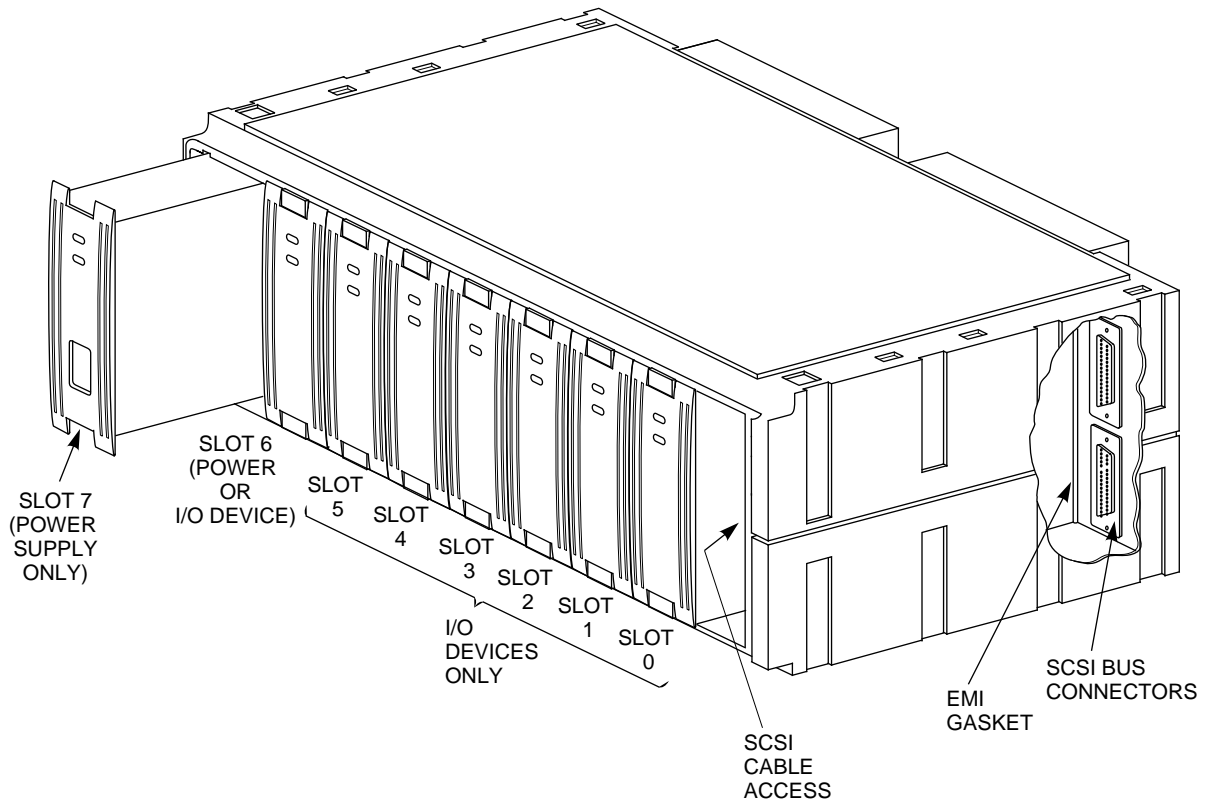 SLOT 7
(POWER
SUPPLY
ONLY)
SLOT 6
(POWER
OR
I/O DEVICE)
SLOT
5
SLOT
4
SLOT
3
SLOT
2
SLOT
1
SLOT
0
I/O
DEVICES
ONLY
SCSI
CABLE
ACCESS
EMI
GASKET
SCSI BUS
CONNECTORS